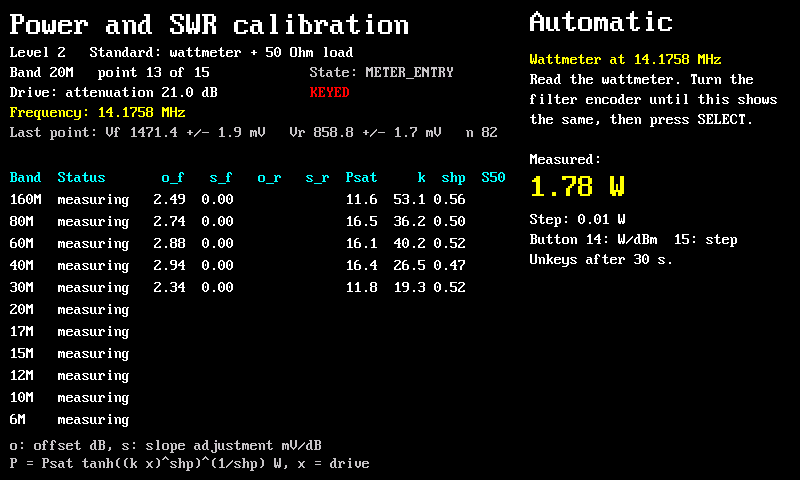 Power and SWR calibration
Level 2   Standard: wattmeter + 50 Ohm load
Band 20M   point 13 of 15   State: METER_ENTRY
Drive: attenuation 21.0 dB   KEYED
Frequency: 14.1758 MHz
Last point: Vf 1471.4 +/- 1.9 mV   Vr 858.8 +/- 1.7 mV   n 82
Band   Status   o_f   s_f   o_r   s_r   Psat   k   shp   S50
160M   measuring   2.49   0.00   11.6   53.1   0.56
80M   measuring   2.74   0.00   16.5   36.2   0.50
60M   measuring   2.88   0.00   16.1   40.2   0.52
40M   measuring   2.94   0.00   16.4   26.5   0.47
30M   measuring   2.34   0.00   11.8   19.3   0.52
20M   measuring
17M   measuring
15M   measuring
12M   measuring
10M   measuring
6M   measuring
o: offset dB, s: slope adjustment mV/dB
P = Psat tanh((k x)^shp)^(1/shp) W, x = drive
Automatic
Wattmeter at 14.1758 MHz
Read the wattmeter. Turn the
filter encoder until this shows
the same, then press SELECT.
Measured:
1.78 W
Step: 0.01 W
Button 14: W/dBm  15: step
Unkeys after 30 s.